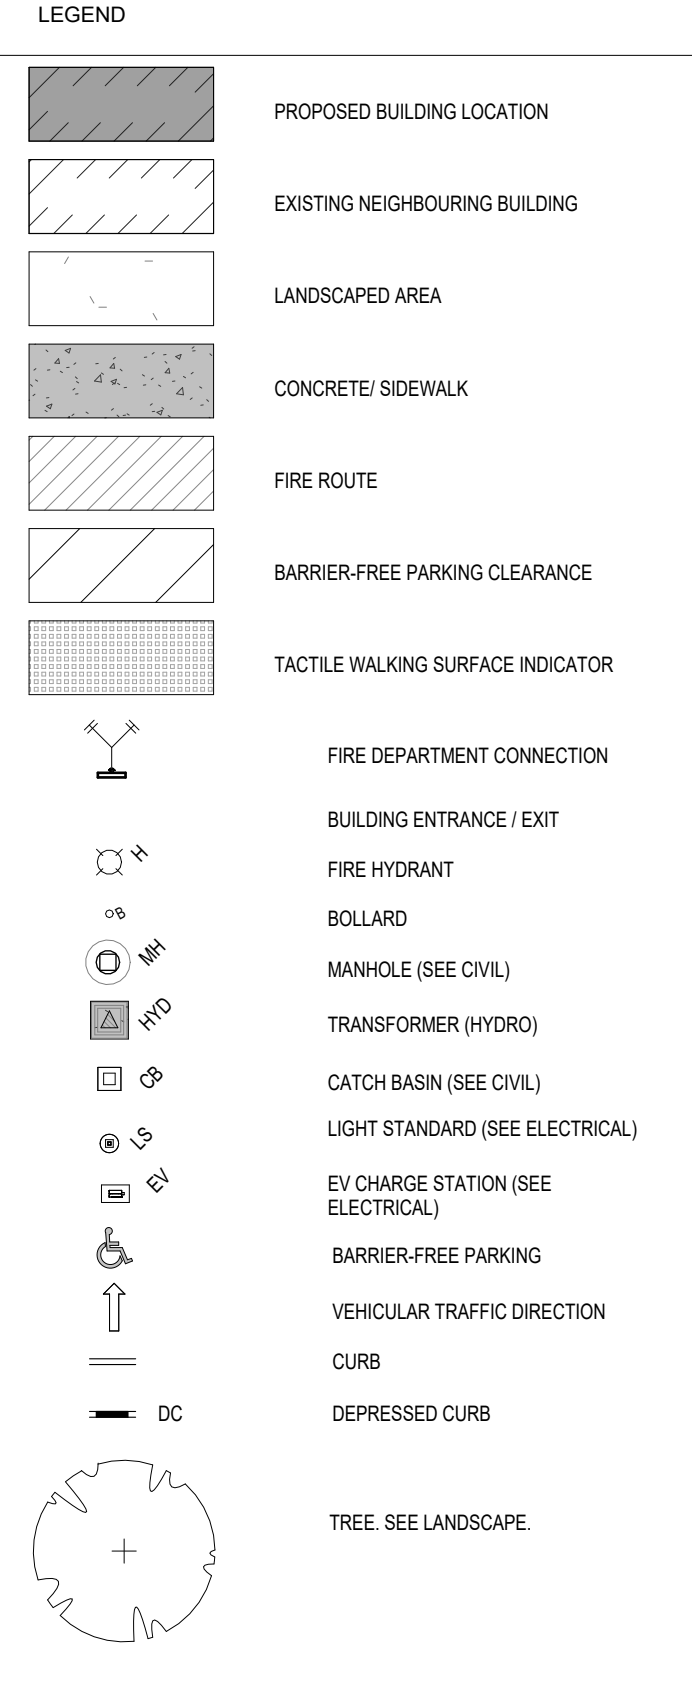 LEGEND
PROPOSED BUILDING LOCATION
EXISTING NEIGHBOURING BUILDING
LANDSCAPED AREA
CONCRETE/ SIDEWALK
FIRE ROUTE
BARRIER-FREE PARKING CLEARANCE
TACTILE WALKING SURFACE INDICATOR
FIRE DEPARTMENT CONNECTION
BUILDING ENTRANCE / EXIT
H FIRE HYDRANT
B BOLLARD
MH MANHOLE (SEE CIVIL)
HYD TRANSFORMER (HYDRO)
CB CATCH BASIN (SEE CIVIL)
LS LIGHT STANDARD (SEE ELECTRICAL)
EV EV CHARGE STATION (SEE
ELECTRICAL)
BARRIER-FREE PARKING
VEHICULAR TRAFFIC DIRECTION
CURB
DC DEPRESSED CURB
TREE. SEE LANDSCAPE.